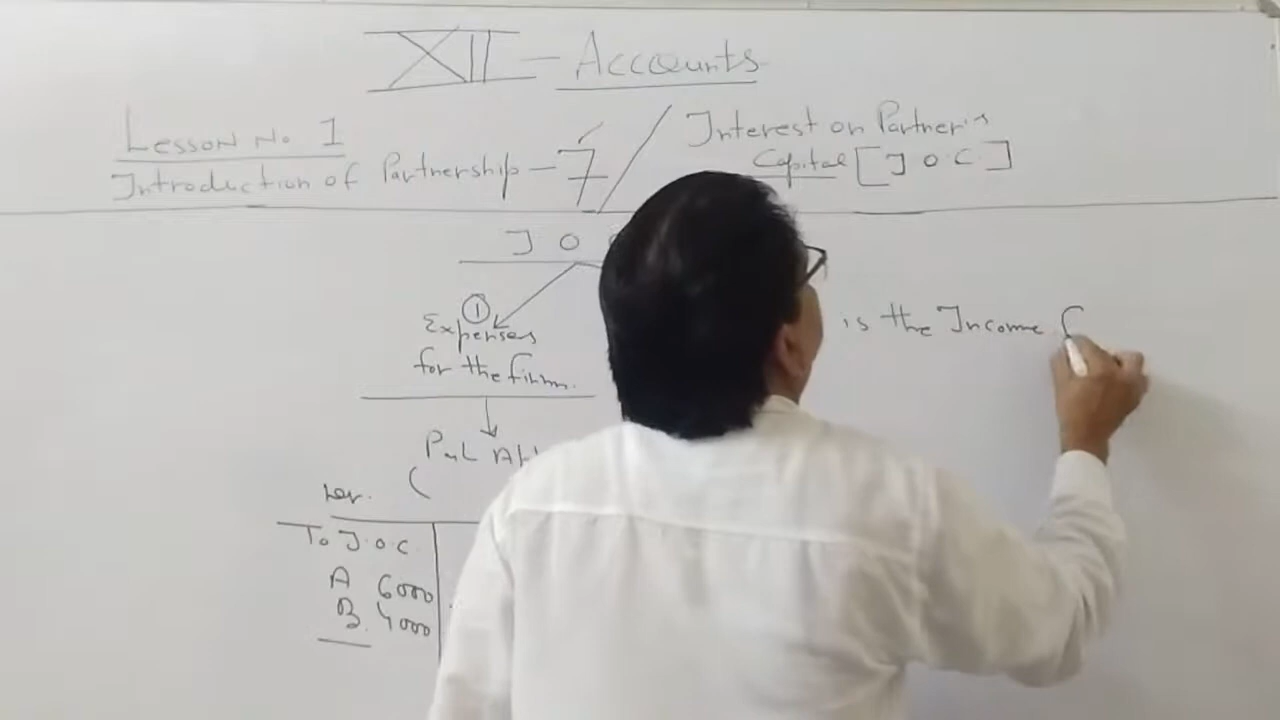 XII - Accounts
Lesson No. 1
Introduction of Partnership - 7
Interest on Partner's
Capital [I O C.]
I O
①
Expenses
for the firm.
is the Income
P&L A
Dr. (
To I.O.C.
A 6000
B. 4000